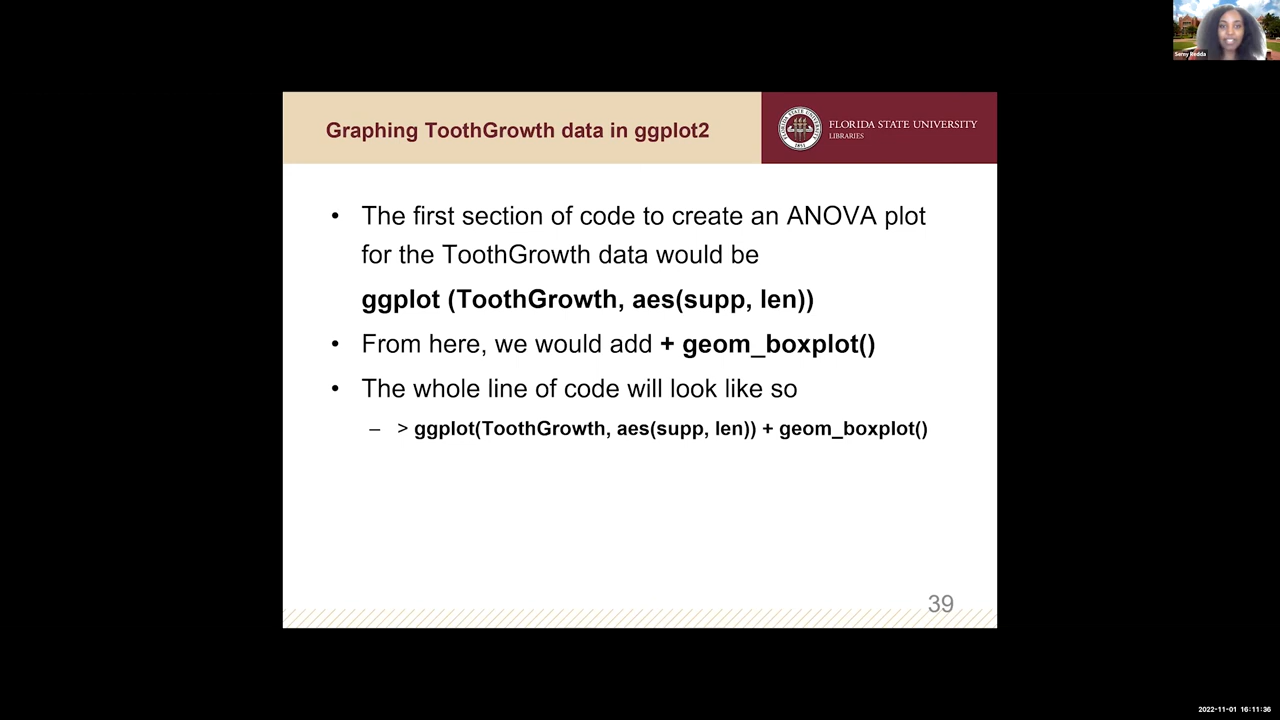 Samy Redda
Graphing ToothGrowth data in ggplot2
FLORIDA STATE UNIVERSITY
LIBRARIES
• The first section of code to create an ANOVA plot
for the ToothGrowth data would be
ggplot (ToothGrowth, aes(supp, len))
• From here, we would add + geom_boxplot()
• The whole line of code will look like so
– > ggplot(ToothGrowth, aes(supp, len)) + geom_boxplot()
39
2022-11-01 16:11:36